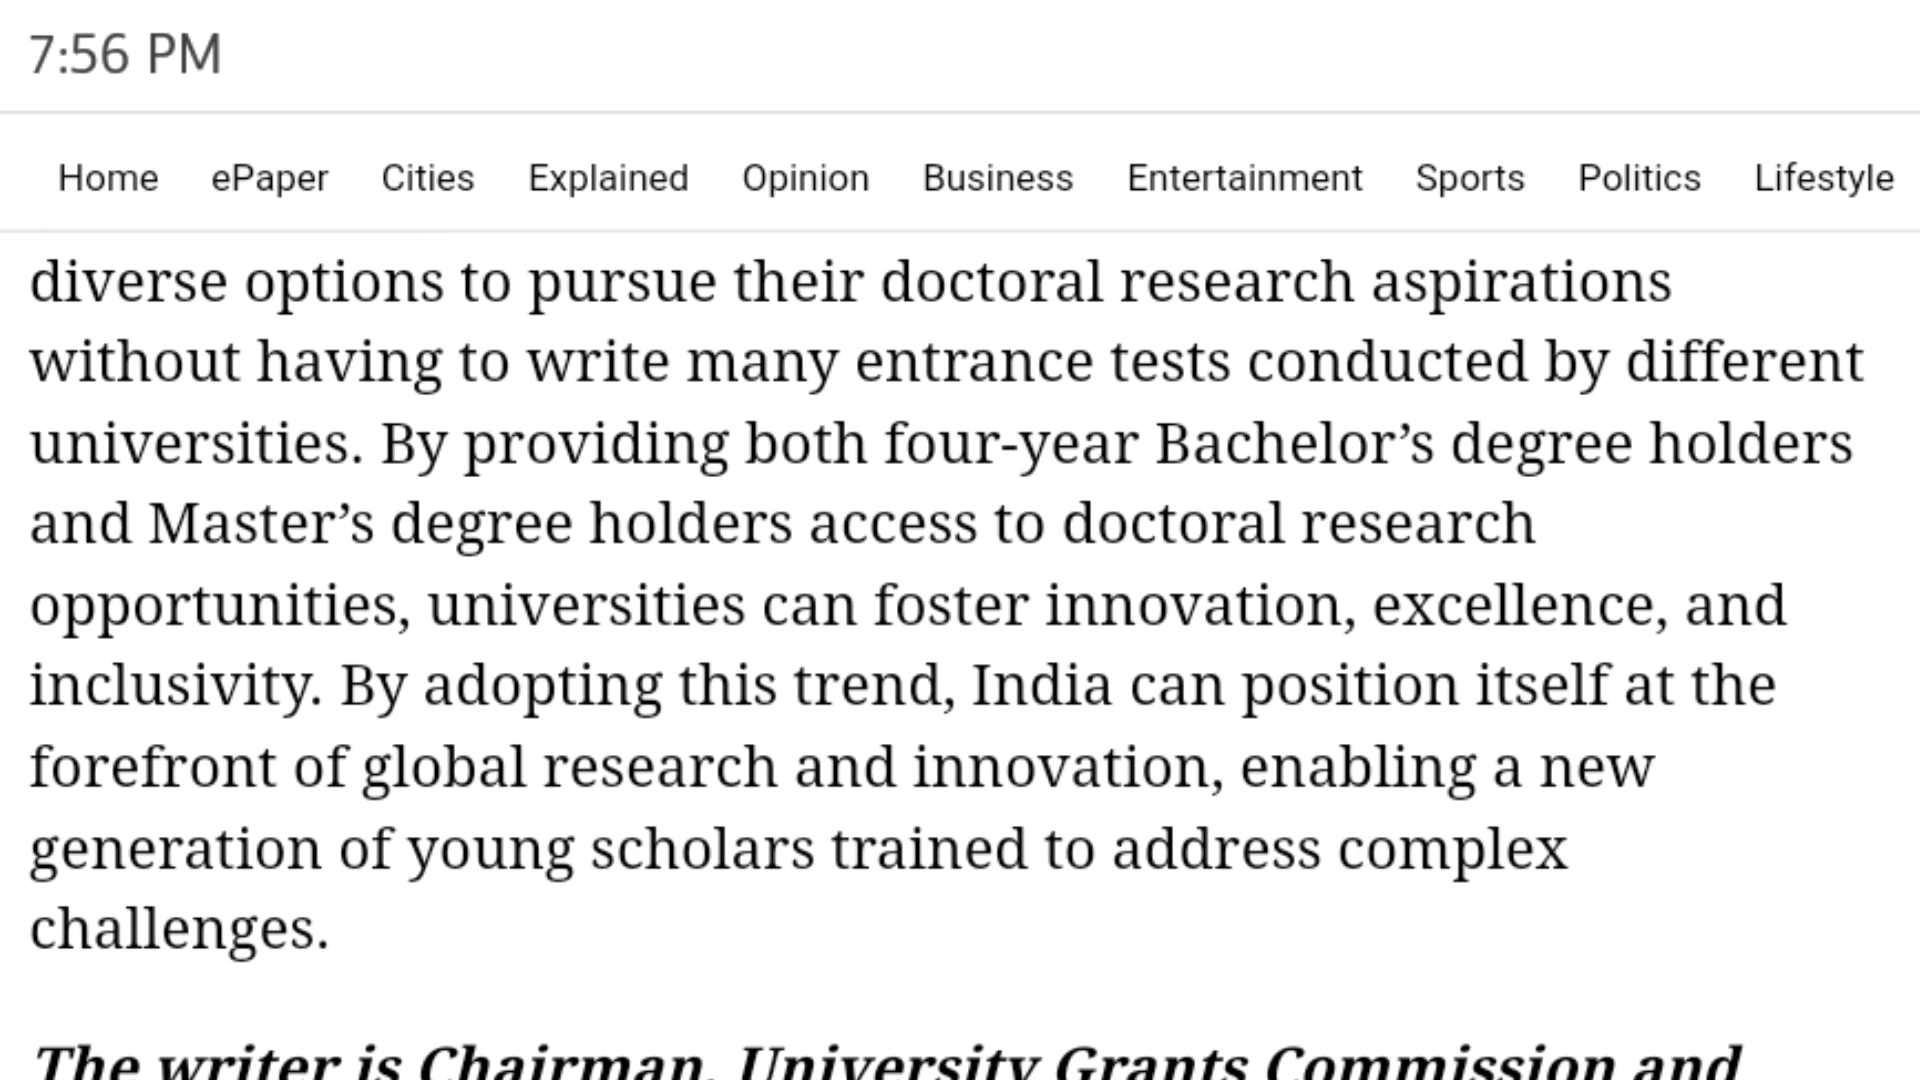 7:56 PM
Home ePaper Cities Explained Opinion Business Entertainment Sports Politics Lifestyle
diverse options to pursue their doctoral research aspirations
without having to write many entrance tests conducted by different
universities. By providing both four-year Bachelor’s degree holders
and Master’s degree holders access to doctoral research
opportunities, universities can foster innovation, excellence, and
inclusivity. By adopting this trend, India can position itself at the
forefront of global research and innovation, enabling a new
generation of young scholars trained to address complex
challenges.
The writer is Chairman, University Grants Commission and